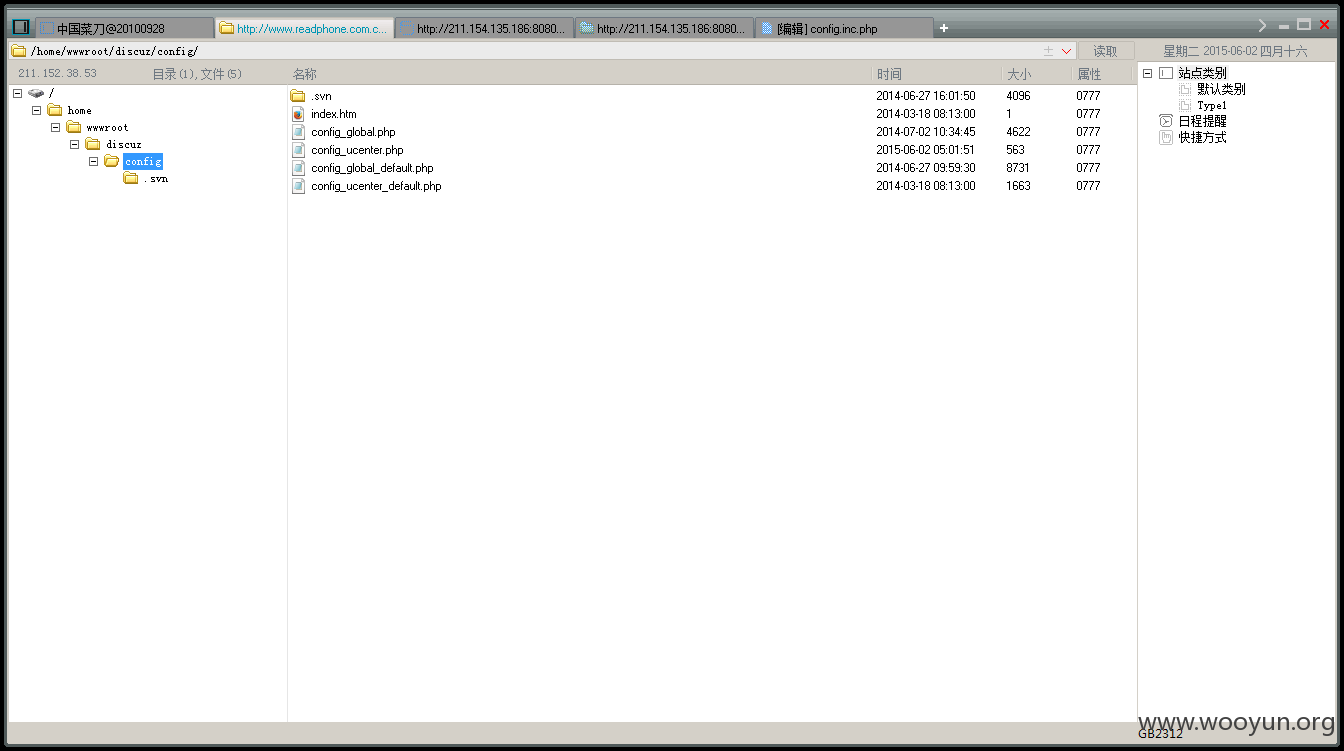 中国菜刀@20100928 http://www.readphone.com.c... http://211.154.135.186:8080... http://211.154.135.186:8080... [编辑] config.inc.php
/home/wwwroot/discuz/config/ 读取 星期二 2015-06-02 四月十六
211.152.38.53 目录(1),文件(5) 名称 时间 大小 属性
/
home
wwwroot
discuz
config
.svn
.svn 2014-06-27 16:01:50 4096 0777
index.htm 2014-03-18 08:13:00 1 0777
config_global.php 2014-07-02 10:34:45 4622 0777
config_ucenter.php 2015-06-02 05:01:51 563 0777
config_global_default.php 2014-06-27 09:59:30 8731 0777
config_ucenter_default.php 2014-03-18 08:13:00 1663 0777
站点类别
默认类别
Type1
日程提醒
快捷方式
www.wooyun.org
GB2312